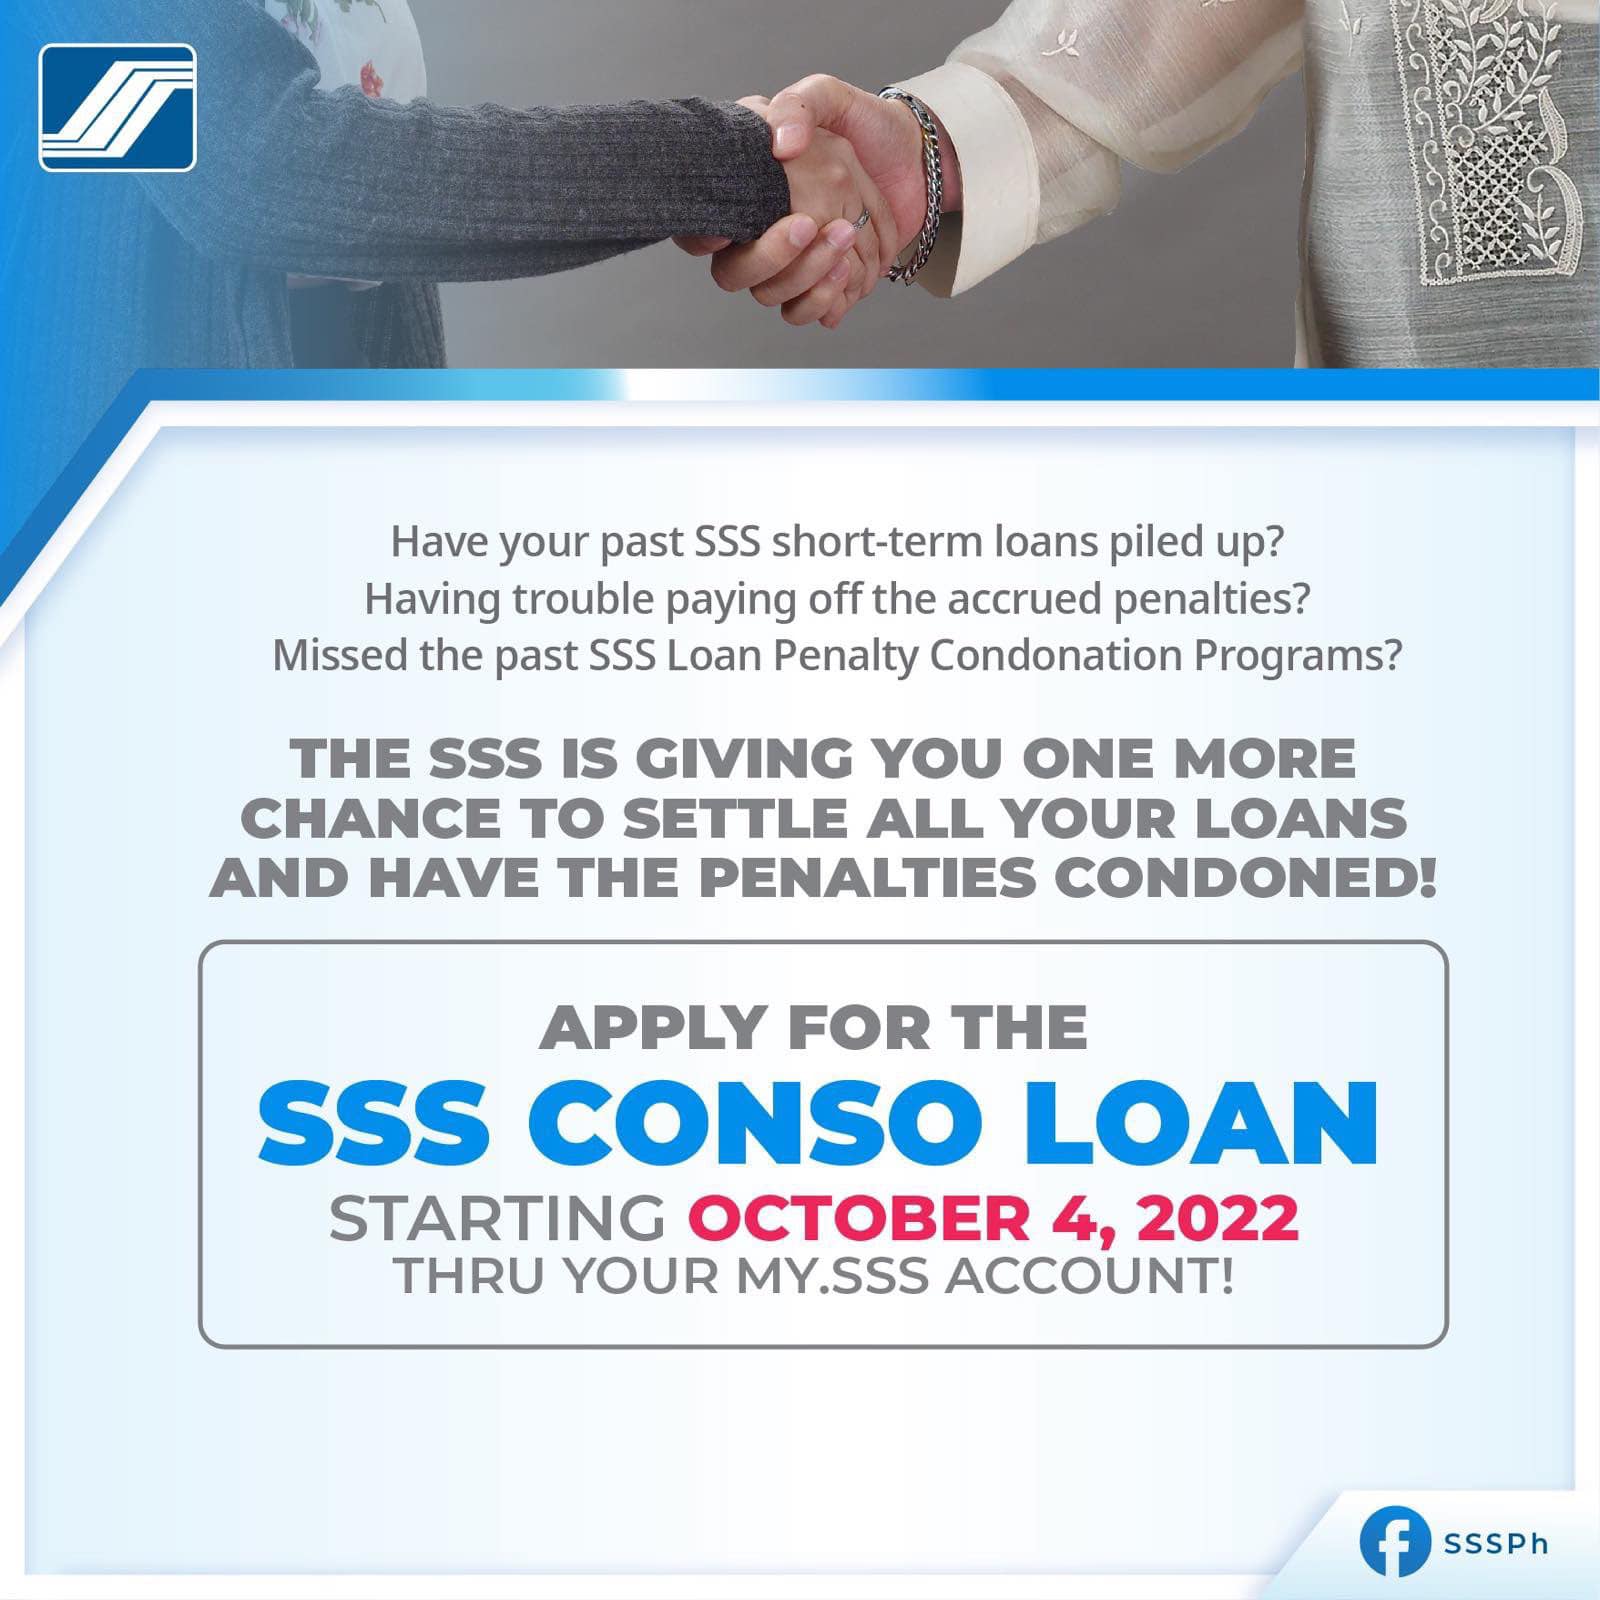 Have your past SSS short-term loans piled up?
Having trouble paying off the accrued penalties?
Missed the past SSS Loan Penalty Condonation Programs?
THE SSS IS GIVING YOU ONE MORE
CHANCE TO SETTLE ALL YOUR LOANS
AND HAVE THE PENALTIES CONDONED!
APPLY FOR THE
SSS CONSO LOAN
STARTING OCTOBER 4, 2022
THRU YOUR MY.SSS ACCOUNT!
SSSPh